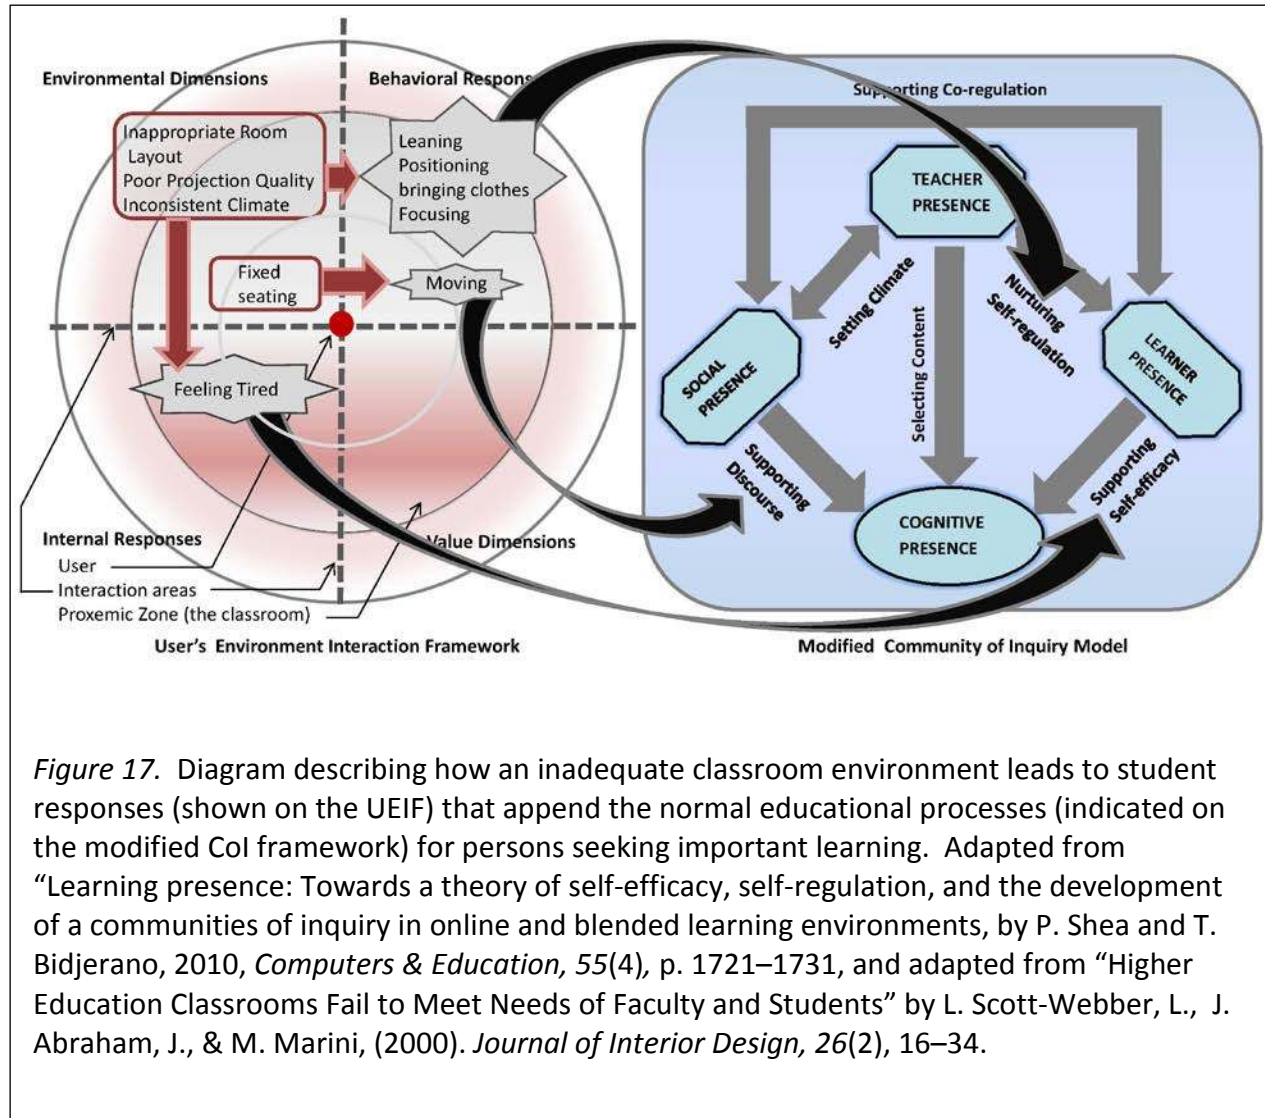 Environmental Dimensions
Behavioral Respons
Inappropriate Room
Layout
Poor Projection Quality
Inconsistent Climate
Leaning
Positioning
bringing clothes
Focusing
Fixed
seating
Moving
Feeling Tired
Internal Responses
Value Dimensions
User
Interaction areas
Proxemic Zone (the classroom)
User's Environment Interaction Framework
Supporting Co-regulation
TEACHER
PRESENCE
Setting Climate
Selecting Content
Nurturing
Self-regulation
SOCIAL
PRESENCE
LEARNER
PRESENCE
Supporting
Discourse
Supporting
Self-efficacy
COGNITIVE
PRESENCE
Modified Community of Inquiry Model
Figure 17. Diagram describing how an inadequate classroom environment leads to student
responses (shown on the UEIF) that append the normal educational processes (indicated on
the modified CoI framework) for persons seeking important learning. Adapted from
“Learning presence: Towards a theory of self-efficacy, self-regulation, and the development
of a communities of inquiry in online and blended learning environments, by P. Shea and T.
Bidjerano, 2010, Computers & Education, 55(4), p. 1721–1731, and adapted from “Higher
Education Classrooms Fail to Meet Needs of Faculty and Students” by L. Scott-Webber, L., J.
Abraham, J., & M. Marini, (2000). Journal of Interior Design, 26(2), 16–34.